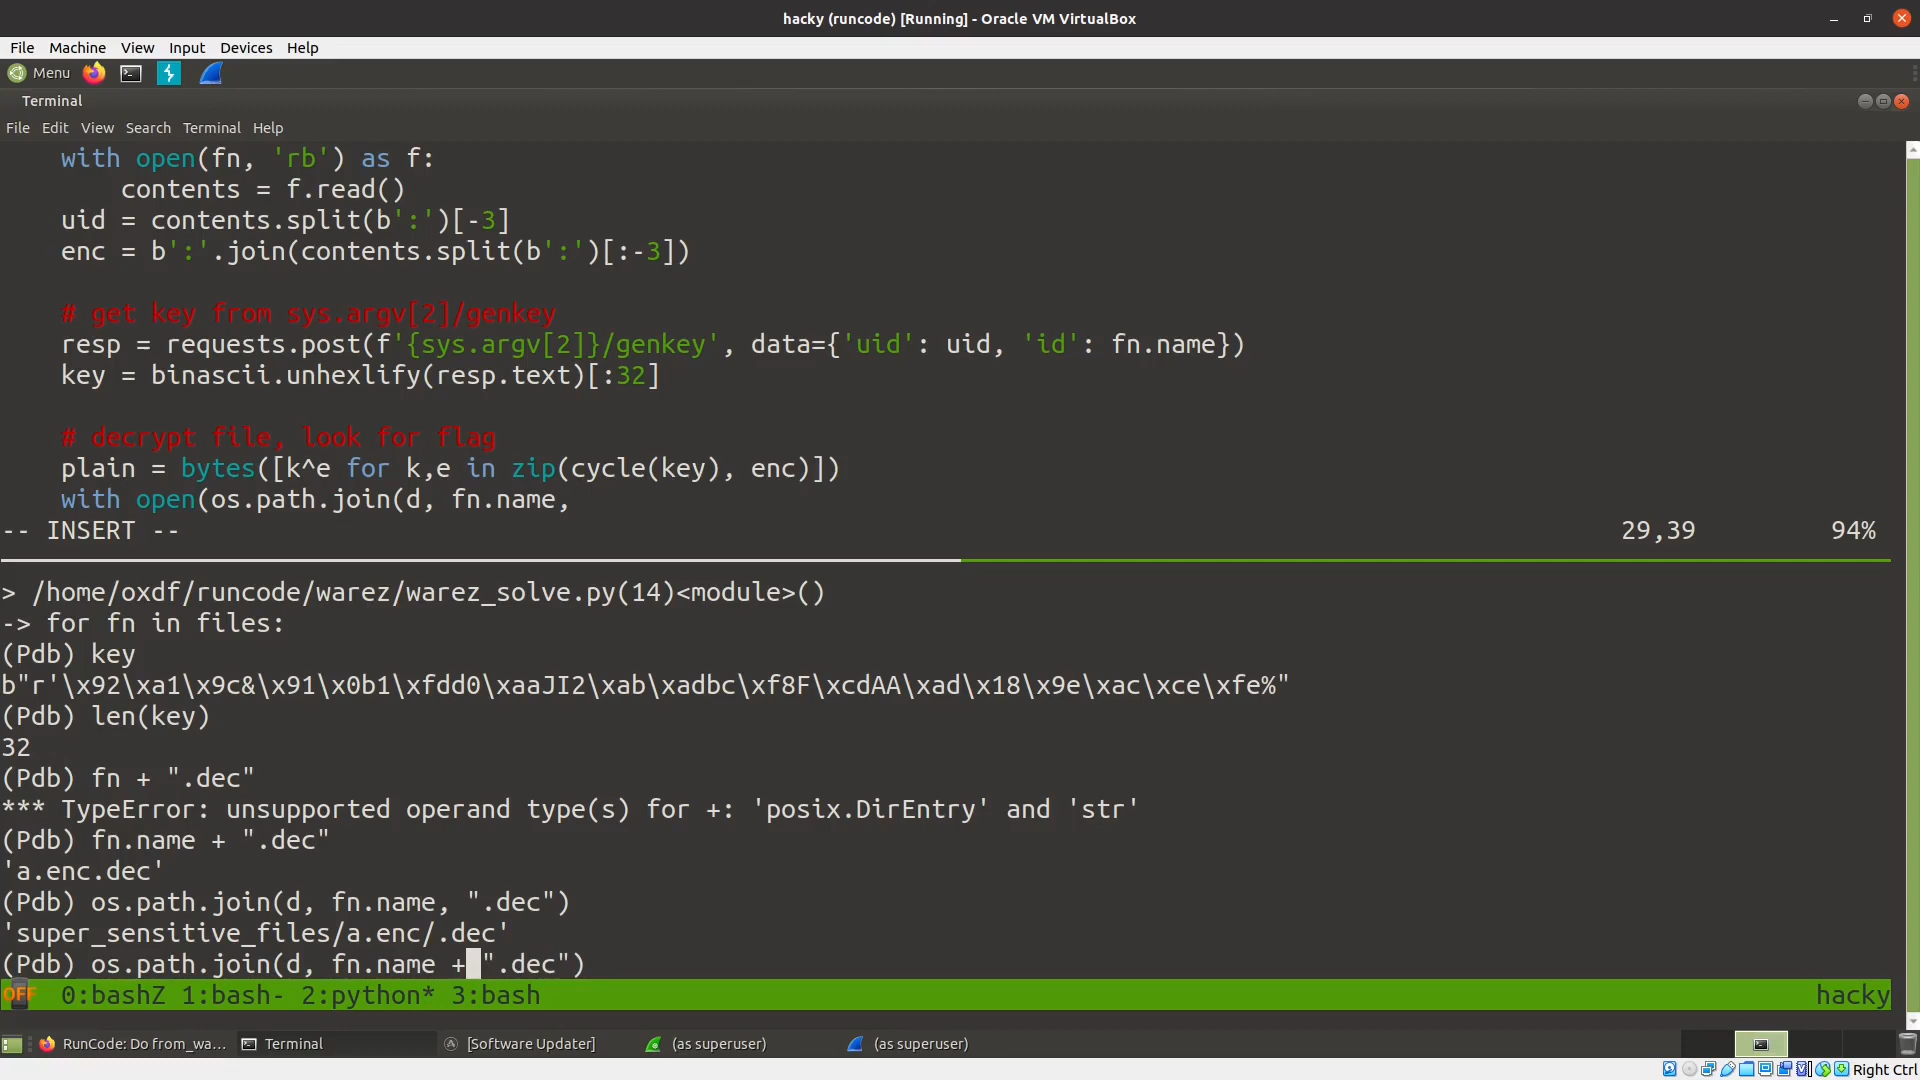 hacky (runcode) [Running] - Oracle VM VirtualBox
File Machine View Input Devices Help
Menu
Terminal
File Edit View Search Terminal Help
    with open(fn, 'rb') as f:
        contents = f.read()
    uid = contents.split(b':')[-3]
    enc = b':'.join(contents.split(b':')[:-3])
    # get key from sys.argv[2]/genkey
    resp = requests.post(f'{sys.argv[2]}/genkey', data={'uid': uid, 'id': fn.name})
    key = binascii.unhexlify(resp.text)[:32]
    # decrypt file, look for flag
    plain = bytes([k^e for k,e in zip(cycle(key), enc)])
    with open(os.path.join(d, fn.name,
-- INSERT -- 29,39 94%
> /home/oxdf/runcode/warez/warez_solve.py(14)<module>()
-> for fn in files:
(Pdb) key
b"r'\x92\xa1\x9c&\x91\x0b1\xfdd0\xaaJI2\xab\xadbc\xf8F\xcdAA\xad\x18\x9e\xac\xce\xfe%"
(Pdb) len(key)
32
(Pdb) fn + ".dec"
*** TypeError: unsupported operand type(s) for +: 'posix.DirEntry' and 'str'
(Pdb) fn.name + ".dec"
'a.enc.dec'
(Pdb) os.path.join(d, fn.name, ".dec")
'super_sensitive_files/a.enc/.dec'
(Pdb) os.path.join(d, fn.name + ".dec")
OFF 0:bashZ 1:bash- 2:python* 3:bash hacky
RunCode: Do from_wa... Terminal [Software Updater] (as superuser) (as superuser)
Right Ctrl